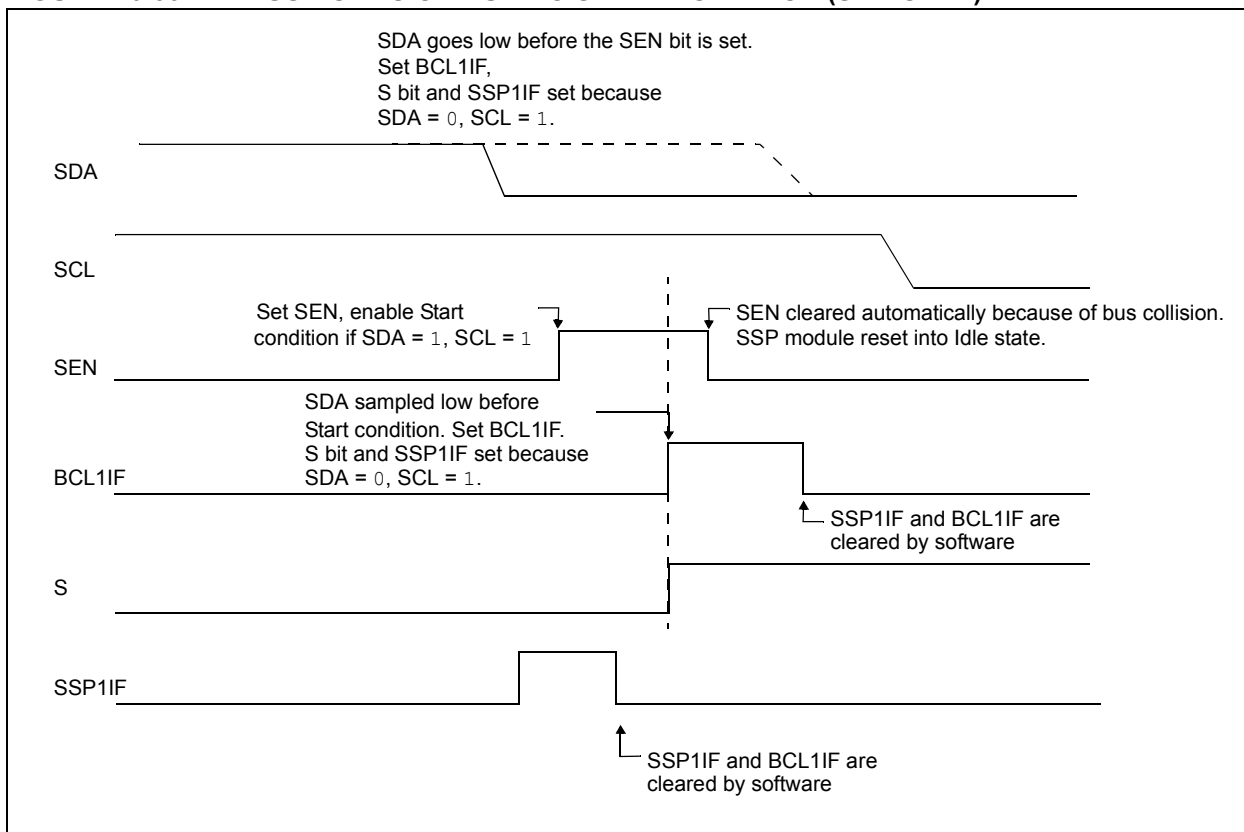 SDA goes low before the SEN bit is set.
Set BCL1IF,
S bit and SSP1IF set because
SDA = 0, SCL = 1.
SDA
SCL
Set SEN, enable Start
condition if SDA = 1, SCL = 1
SEN cleared automatically because of bus collision.
SSP module reset into Idle state.
SEN
SDA sampled low before
Start condition. Set BCL1IF.
S bit and SSP1IF set because
SDA = 0, SCL = 1.
BCL1IF
SSP1IF and BCL1IF are
cleared by software
S
SSP1IF
SSP1IF and BCL1IF are
cleared by software